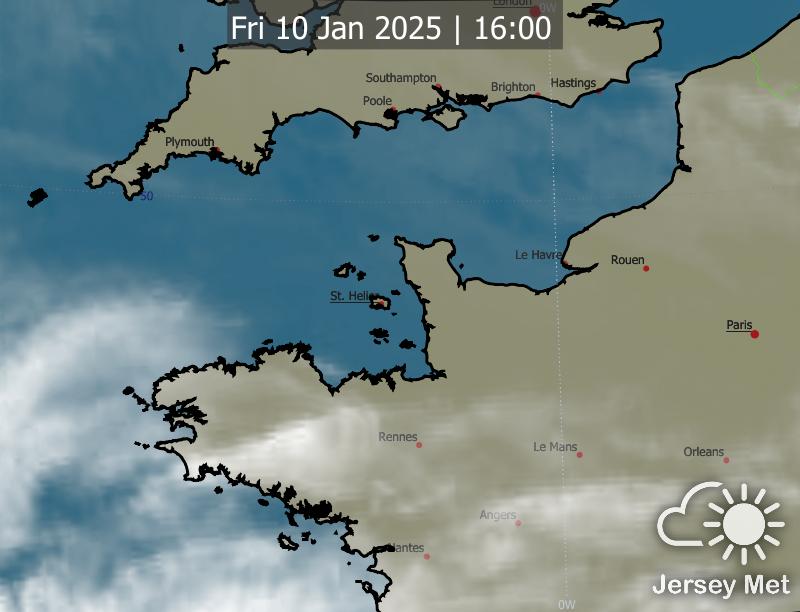 London
0W
Fri 10 Jan 2025 | 16:00
Southampton
Brighton
Hastings
Poole
Plymouth
50
Le Havre
Rouen
St. Helier
Paris
Rennes
Le Mans
Orleans
Angers
Nantes
Jersey Met
0W